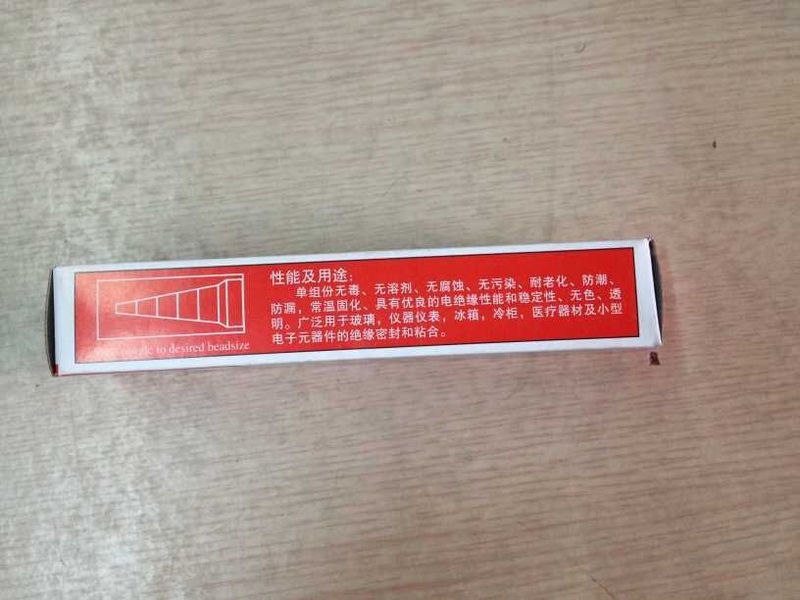 性能及用途：
单组份无毒、无溶剂、无腐蚀、无污染、耐老化、防潮、
防漏，常温固化、具有优良的电绝缘性能和稳定性、无色、透
明。广泛用于玻璃，仪器仪表，冰箱，冷柜，医疗器材及小型
电子元器件的绝缘密封和粘合。
to desired beadsize